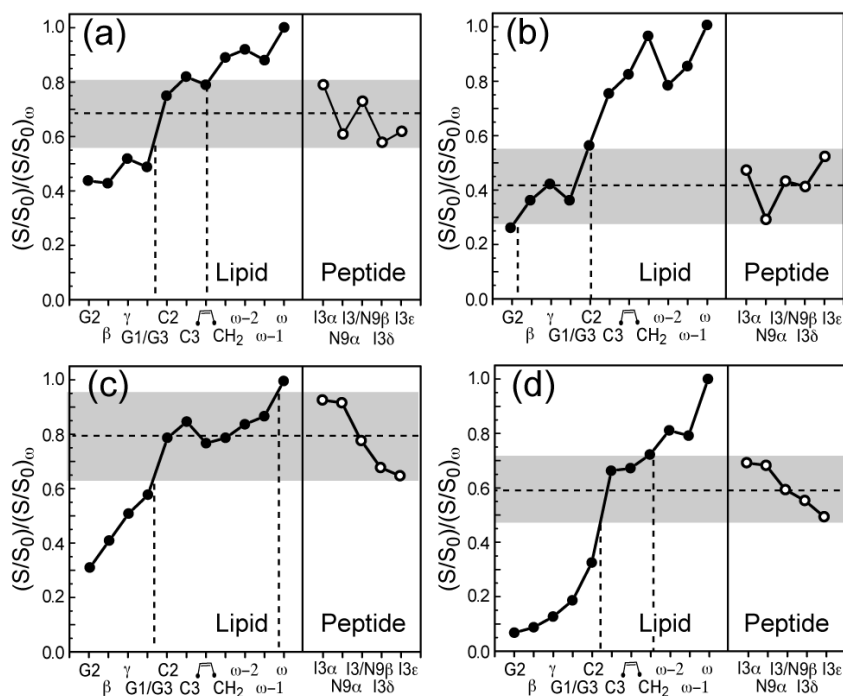 (a)
(S/S0)/(S/S0)ω
1.0
0.8
0.6
0.4
0.2
0.0
Lipid
Peptide
G2 γ C2 ω−2 ω
β G1/G3 C3 CH2 ω−1
I3α I3/N9β I3ε
N9α I3δ
(b)
(S/S0)/(S/S0)ω
1.0
0.8
0.6
0.4
0.2
0.0
Lipid
Peptide
G2 γ C2 ω−2 ω
β G1/G3 C3 CH2 ω−1
I3α I3/N9β I3ε
N9α I3δ
(c)
(S/S0)/(S/S0)ω
1.0
0.8
0.6
0.4
0.2
0.0
Lipid
Peptide
G2 γ C2 ω−2 ω
β G1/G3 C3 CH2 ω−1
I3α I3/N9β I3ε
N9α I3δ
(d)
(S/S0)/(S/S0)ω
1.0
0.8
0.6
0.4
0.2
0.0
Lipid
Peptide
G2 γ C2 ω−2 ω
β G1/G3 C3 CH2 ω−1
I3α I3/N9β I3ε
N9α I3δ